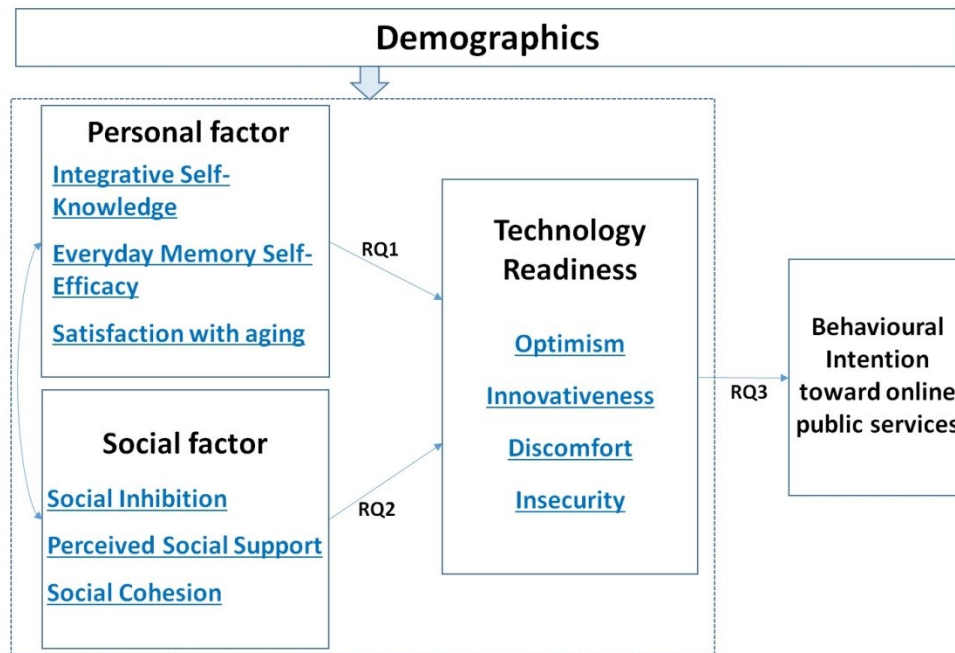 Demographics
Personal factor
Integrative Self-
Knowledge
Everyday Memory Self-
Efficacy
Satisfaction with aging
Social factor
Social Inhibition
Perceived Social Support
Social Cohesion
RQ1
RQ2
Technology
Readiness
Optimism
Innovativeness
Discomfort
Insecurity
RQ3
Behavioural
Intention
toward online
public services